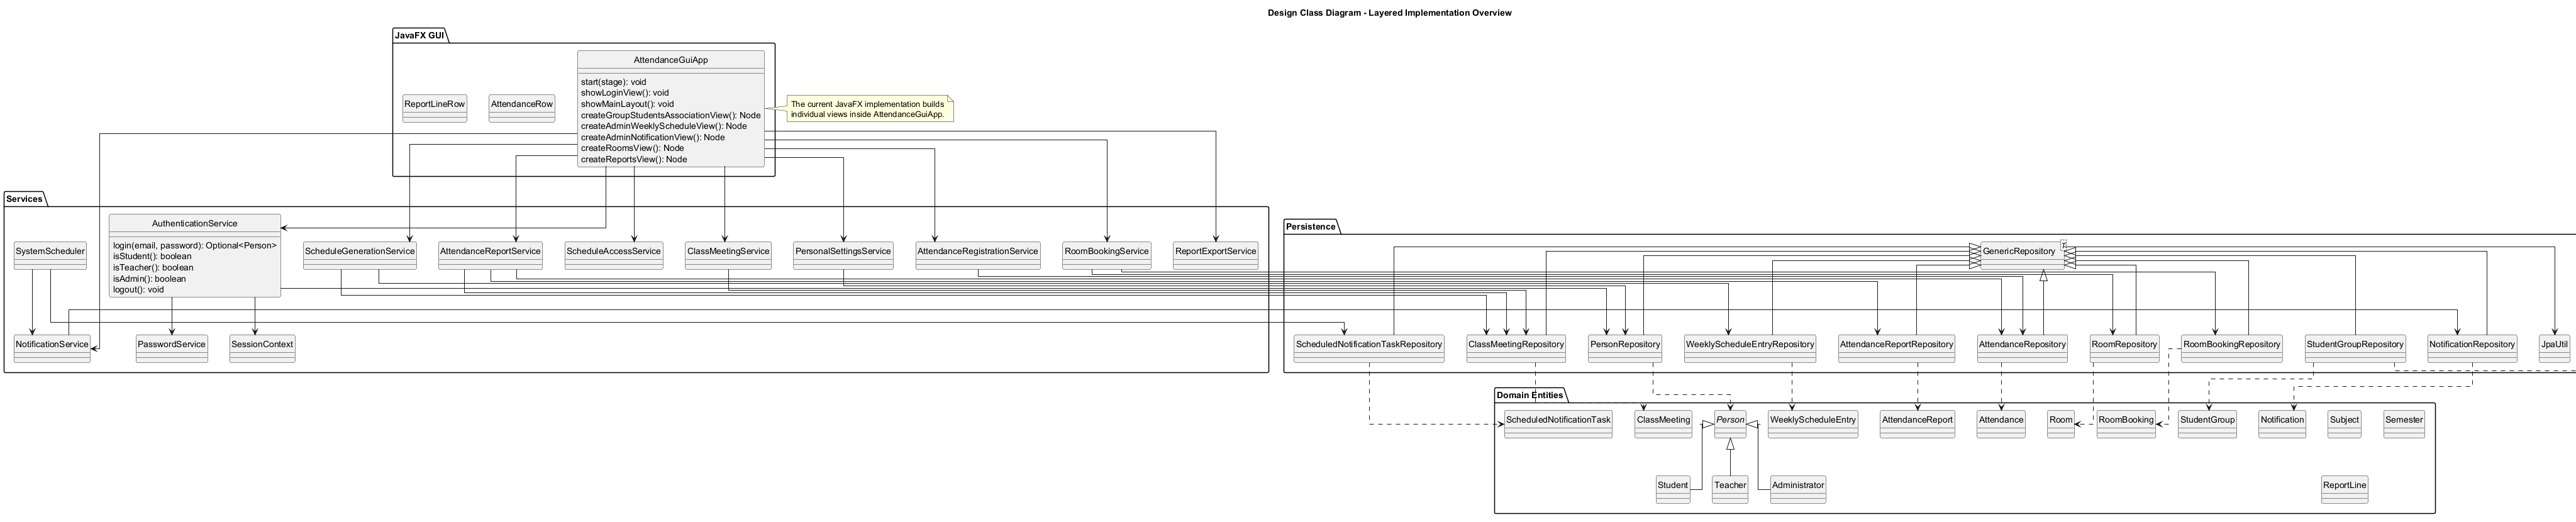 Design Class Diagram - Layered Implementation Overview
JavaFX GUI
AttendanceGuiApp
start(stage): void
showLoginView(): void
showMainLayout(): void
createGroupStudentsAssociationView(): Node
createAdminWeeklyScheduleView(): Node
createAdminNotificationView(): Node
createRoomsView(): Node
createReportsView(): Node
ReportLineRow
AttendanceRow
The current JavaFX implementation builds
individual views inside AttendanceGuiApp.
Services
AuthenticationService
login(email, password): Optional<Person>
isStudent(): boolean
isTeacher(): boolean
isAdmin(): boolean
logout(): void
SystemScheduler
ScheduleGenerationService
AttendanceReportService
ScheduleAccessService
ClassMeetingService
PersonalSettingsService
AttendanceRegistrationService
RoomBookingService
ReportExportService
NotificationService
PasswordService
SessionContext
Persistence
GenericRepository
ScheduledNotificationTaskRepository
ClassMeetingRepository
PersonRepository
WeeklyScheduleEntryRepository
AttendanceReportRepository
AttendanceRepository
RoomRepository
RoomBookingRepository
StudentGroupRepository
NotificationRepository
JpaUtil
Domain Entities
ScheduledNotificationTask
ClassMeeting
Person
WeeklyScheduleEntry
AttendanceReport
Attendance
Room
RoomBooking
StudentGroup
Notification
Subject
Semester
Student
Teacher
Administrator
ReportLine